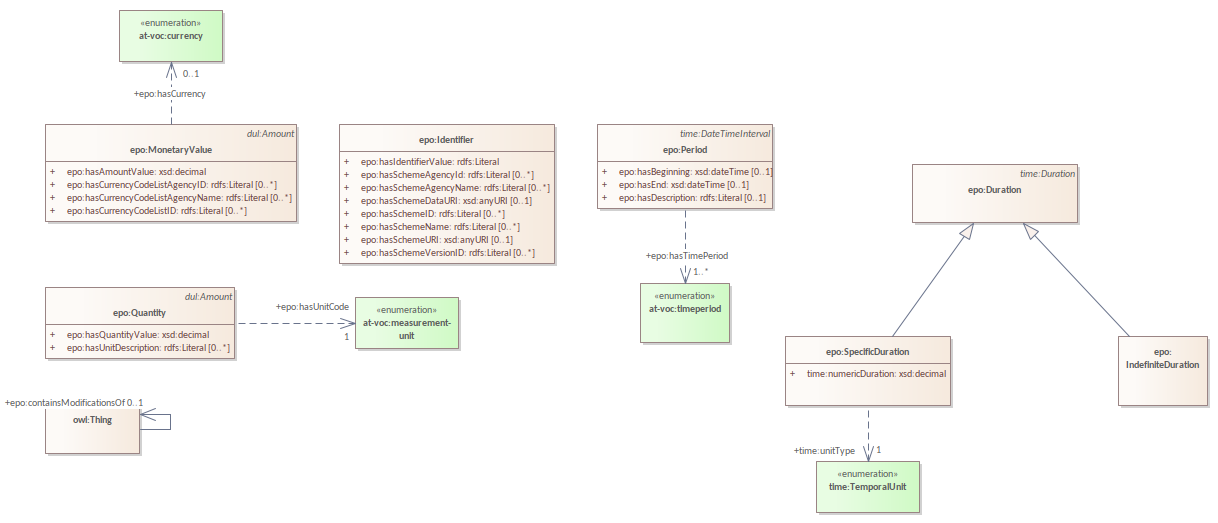 «enumeration»
at-voc:currency
0..1
+epo:hasCurrency
dul:Amount
epo:MonetaryValue
+ epo:hasAmountValue: xsd:decimal
+ epo:hasCurrencyCodeListAgencyID: rdfs:Literal [0..*]
+ epo:hasCurrencyCodeListAgencyName: rdfs:Literal [0..*]
+ epo:hasCurrencyCodeListID: rdfs:Literal [0..*]
epo:Identifier
+ epo:hasIdentifierValue: rdfs:Literal
+ epo:hasSchemeAgencyId: rdfs:Literal [0..*]
+ epo:hasSchemeAgencyName: rdfs:Literal [0..*]
+ epo:hasSchemeDataURI: xsd:anyURI [0..1]
+ epo:hasSchemeID: rdfs:Literal [0..*]
+ epo:hasSchemeName: rdfs:Literal [0..*]
+ epo:hasSchemeURI: xsd:anyURI [0..1]
+ epo:hasSchemeVersionID: rdfs:Literal [0..*]
time:DateTimeInterval
epo:Period
+ epo:hasBeginning: xsd:dateTime [0..1]
+ epo:hasEnd: xsd:dateTime [0..1]
+ epo:hasDescription: rdfs:Literal [0..1]
time:Duration
epo:Duration
+epo:hasTimePeriod
1..*
«enumeration»
at-voc:timeperiod
dul:Amount
epo:Quantity
+ epo:hasQuantityValue: xsd:decimal
+ epo:hasUnitDescription: rdfs:Literal [0..*]
+epo:hasUnitCode
1
«enumeration»
at-voc:measurement-
unit
epo:SpecificDuration
+ time:numericDuration: xsd:decimal
epo:
IndefiniteDuration
+epo:containsModificationsOf 0..1
owl:Thing
+time:unitType
1
«enumeration»
time:TemporalUnit